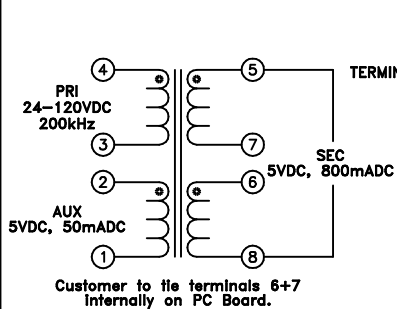 4
5
TERMIN
PRI
24-120VDC
200kHz
3
7
SEC
5VDC, 800mADC
2
6
AUX
5VDC, 50mADC
1
8
Customer to tie terminals 6+7
internally on PC Board.